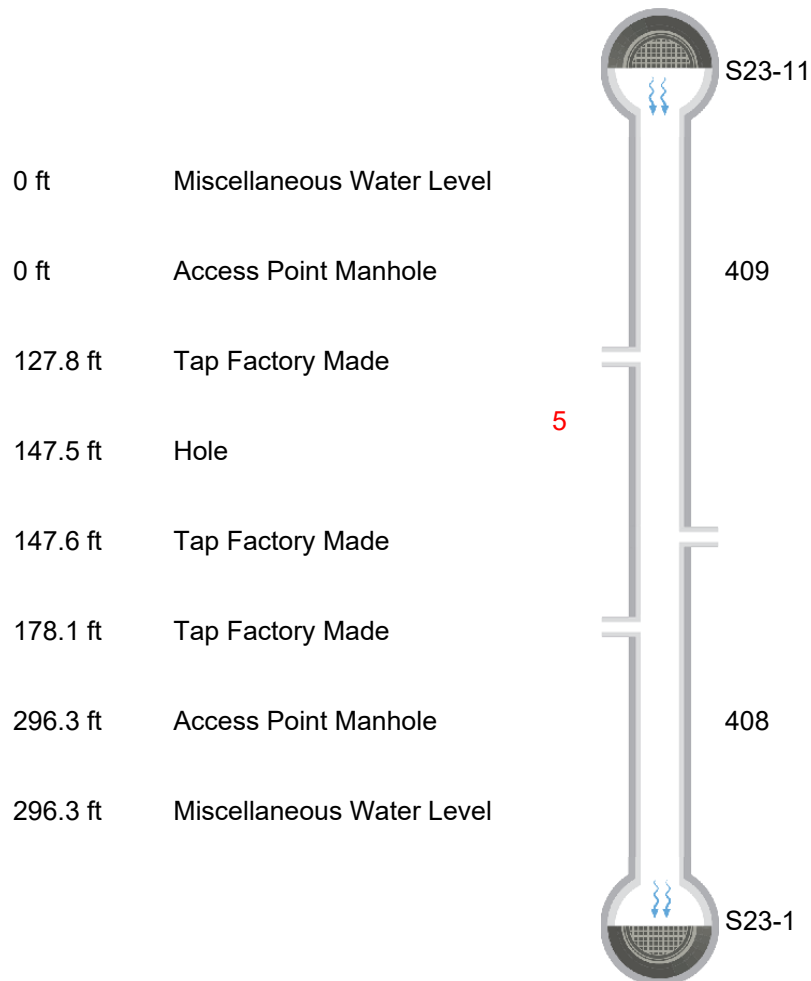 S23-11
0 ft Miscellaneous Water Level
0 ft Access Point Manhole 409
127.8 ft Tap Factory Made
5
147.5 ft Hole
147.6 ft Tap Factory Made
178.1 ft Tap Factory Made
296.3 ft Access Point Manhole 408
296.3 ft Miscellaneous Water Level
S23-1